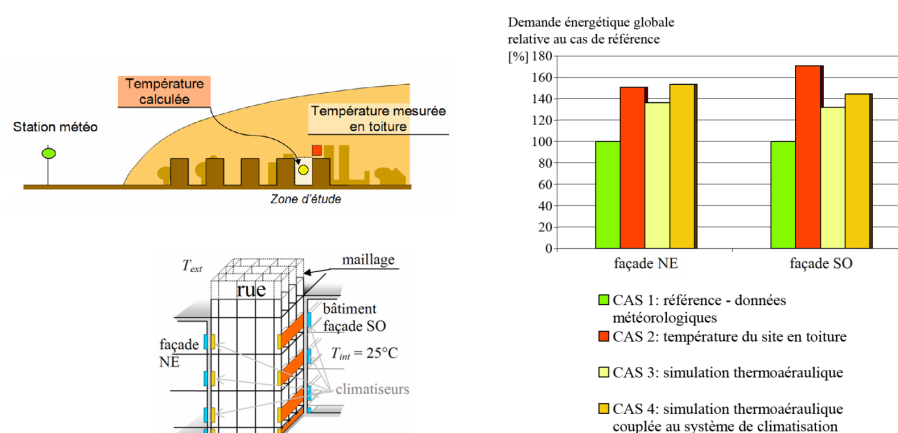 Température
calculée
Température mesurée
en toiture
Station météo
Zone d'étude
T ext
maillage
rue
bâtiment
façade SO
façade
NE
T int = 25°C
climatiseurs
Demande énergétique globale
relative au cas de référence
[%] 180
160
140
120
100
80
60
40
20
0
façade NE façade SO
CAS 1: référence - données
météorologiques
CAS 2: température du site en toiture
CAS 3: simulation thermoaéraulique
CAS 4: simulation thermoaéraulique
couplée au système de climatisation